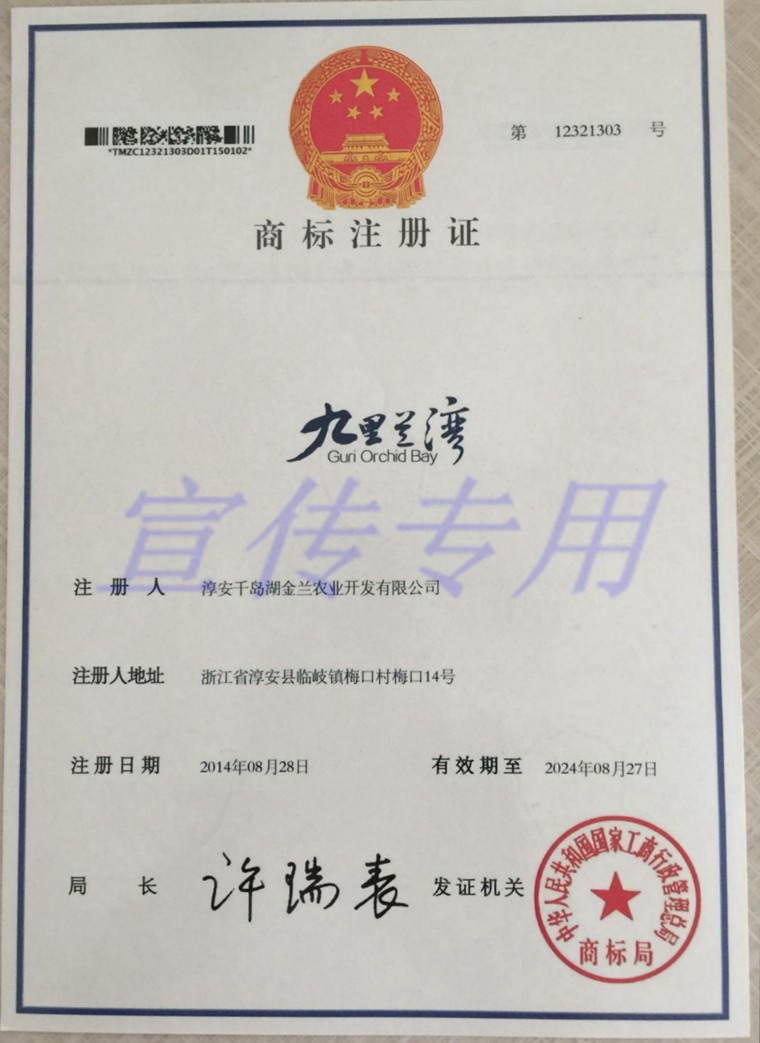 第 12321303 号
*TMZC12321303D01T150102*
商标注册证
九里兰湾
Guri Orchid Bay
宣传专用
注册人 淳安千岛湖金兰农业开发有限公司
注册人地址 浙江省淳安县临岐镇梅口村梅口14号
注册日期 2014年08月28日 有效期至 2024年08月27日
局长 许瑞表 发证机关
中华人民共和国国家工商行政管理总局
商标局